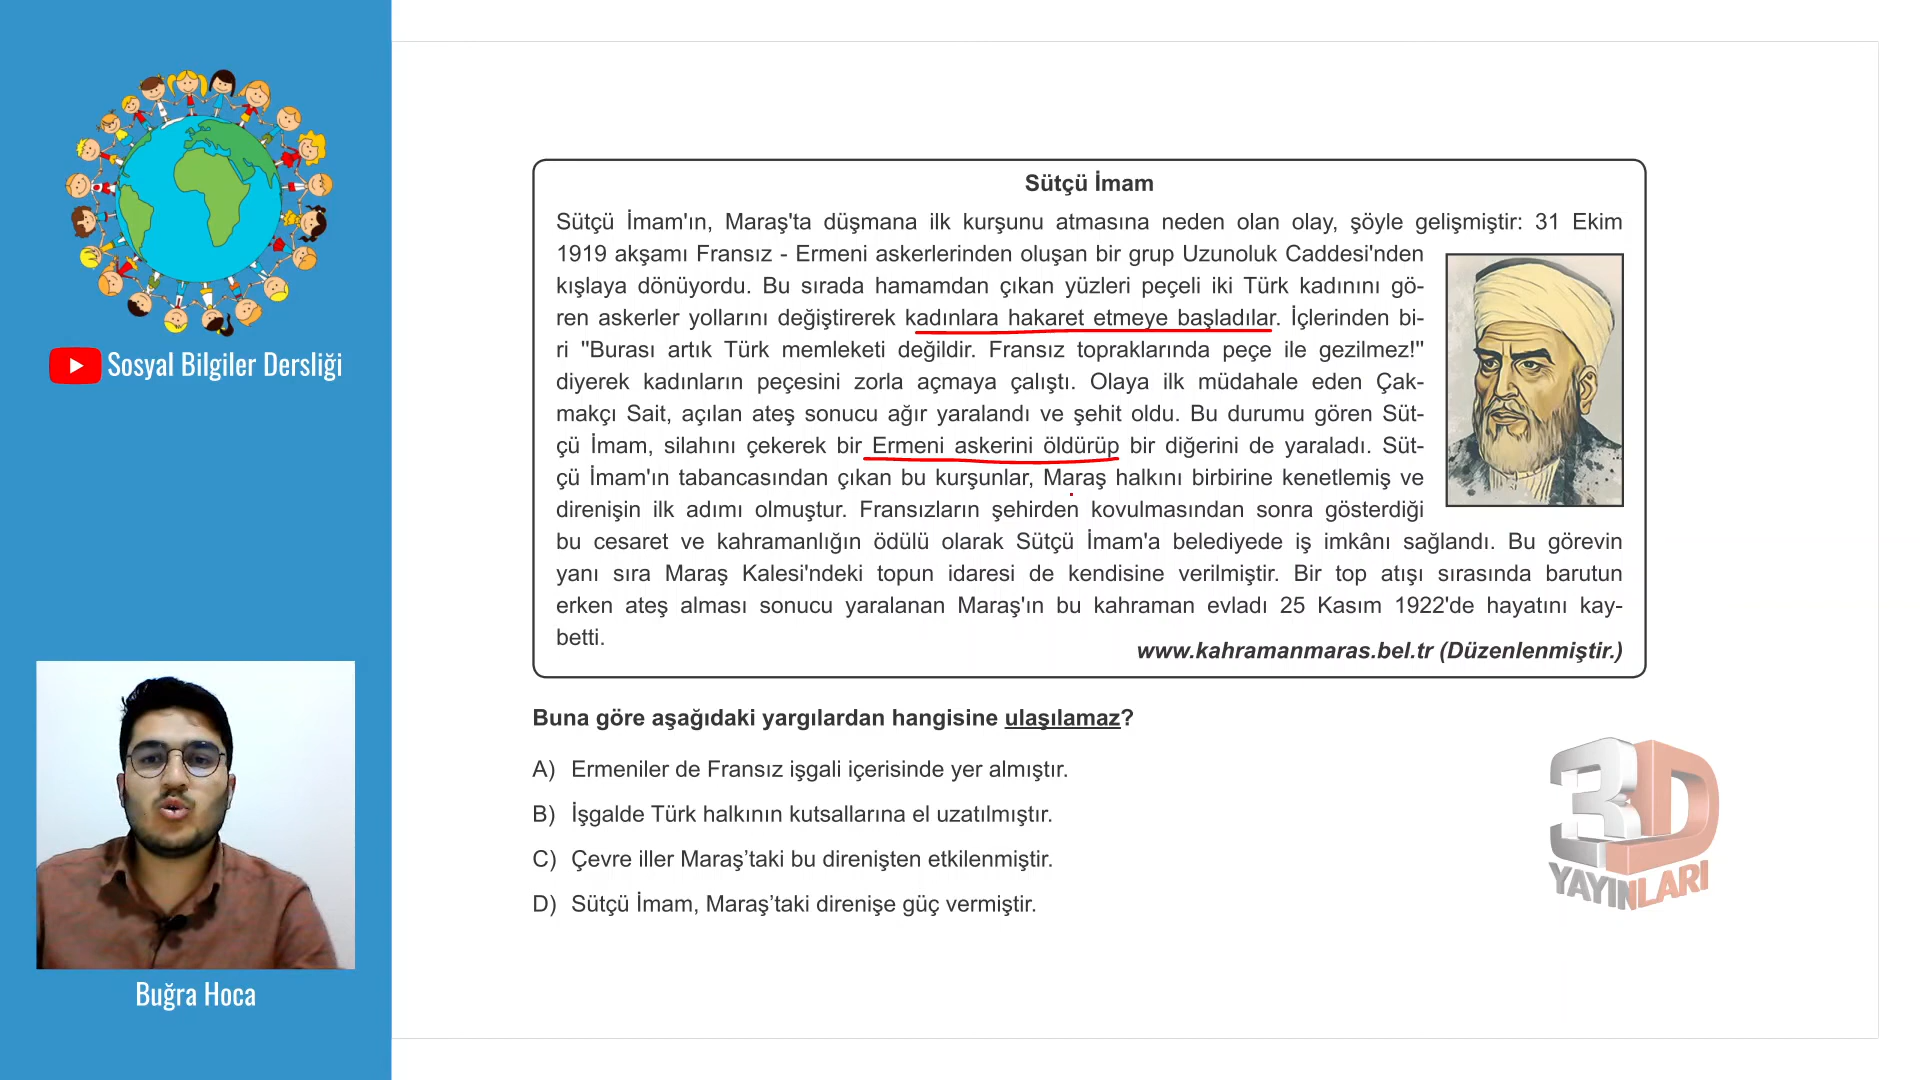 Sosyal Bilgiler Dersliği
Buğra Hoca
Sütçü İmam
Sütçü İmam'ın, Maraş'ta düşmana ilk kurşunu atmasına neden olan olay, şöyle gelişmiştir: 31 Ekim
1919 akşamı Fransız - Ermeni askerlerinden oluşan bir grup Uzunoluk Caddesi'nden
kışlaya dönüyordu. Bu sırada hamamdan çıkan yüzleri peçeli iki Türk kadınını gö-
ren askerler yollarını değiştirerek kadınlara hakaret etmeye başladılar. İçlerinden bi-
ri "Burası artık Türk memleketi değildir. Fransız topraklarında peçe ile gezilmez!"
diyerek kadınların peçesini zorla açmaya çalıştı. Olaya ilk müdahale eden Çak-
makçı Sait, açılan ateş sonucu ağır yaralandı ve şehit oldu. Bu durumu gören Süt-
çü İmam, silahını çekerek bir Ermeni askerini öldürüp bir diğerini de yaraladı. Süt-
çü İmam'ın tabancasından çıkan bu kurşunlar, Maraş halkını birbirine kenetlemiş ve
direnişin ilk adımı olmuştur. Fransızların şehirden kovulmasından sonra gösterdiği
bu cesaret ve kahramanlığın ödülü olarak Sütçü İmam'a belediyede iş imkânı sağlandı. Bu görevin
yanı sıra Maraş Kalesi'ndeki topun idaresi de kendisine verilmiştir. Bir top atışı sırasında barutun
erken ateş alması sonucu yaralanan Maraş'ın bu kahraman evladı 25 Kasım 1922'de hayatını kay-
betti.
www.kahramanmaras.bel.tr (Düzenlenmiştir.)
Buna göre aşağıdaki yargılardan hangisine ulaşılamaz?
A) Ermeniler de Fransız işgali içerisinde yer almıştır.
B) İşgalde Türk halkının kutsallarına el uzatılmıştır.
C) Çevre iller Maraş’taki bu direnişten etkilenmiştir.
D) Sütçü İmam, Maraş’taki direnişe güç vermiştir.
3D
YAYINLARI